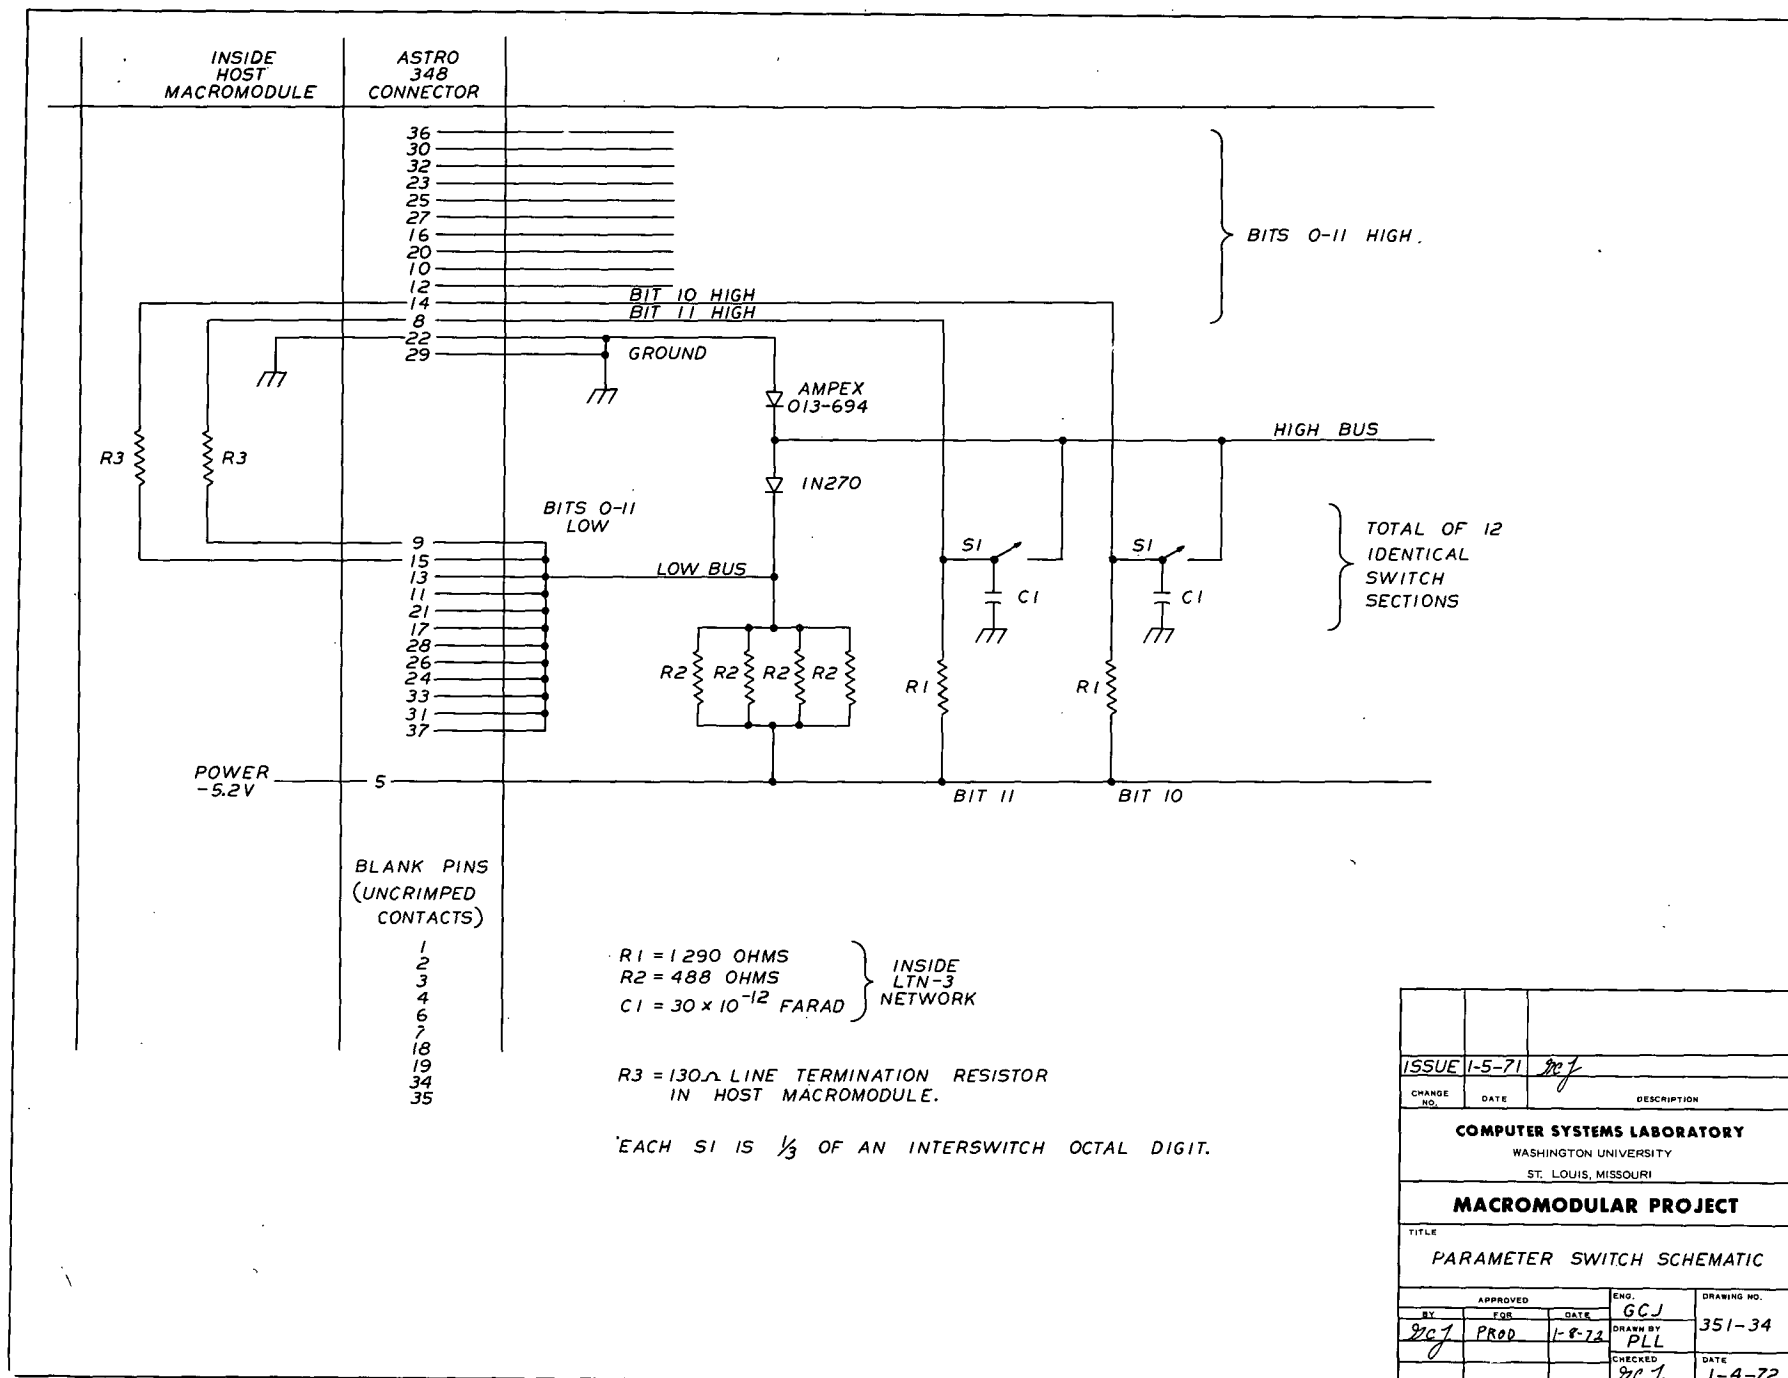 INSIDE
HOST
MACROMODULE
ASTRO
348
CONNECTOR
36
30
32
23
25
27
16
20
10
12
14
8
22
29
BITS 0-11 HIGH.
BIT 10 HIGH
BIT 11 HIGH
GROUND
AMPEX
013-694
HIGH BUS
R3
R3
1N270
BITS 0-11
LOW
9
15
13
11
21
17
28
26
24
33
31
37
LOW BUS
S1
C1
S1
C1
TOTAL OF 12
IDENTICAL
SWITCH
SECTIONS
R2
R2
R2
R2
R1
R1
POWER
-5.2V
5
BIT 11
BIT 10
BLANK PINS
(UNCRIMPED
CONTACTS)
1
2
3
4
6
7
18
19
34
35
R1 = 1290 OHMS
R2 = 488 OHMS
C1 = 30 x 10-12 FARAD
INSIDE
LTN-3
NETWORK
R3 = 130Ω LINE TERMINATION RESISTOR
IN HOST MACROMODULE.
EACH S1 IS 1/3 OF AN INTERSWITCH OCTAL DIGIT.
ISSUE 1-5-71 GCJ
CHANGE NO. DATE DESCRIPTION
COMPUTER SYSTEMS LABORATORY
WASHINGTON UNIVERSITY
ST. LOUIS, MISSOURI
MACROMODULAR PROJECT
TITLE
PARAMETER SWITCH SCHEMATIC
APPROVED
BY FOR DATE
GCJ PROD 1-8-72
ENG.
GCJ
DRAWN BY
PLL
CHECKED
GCJ
DRAWING NO.
351-34
DATE
1-4-72